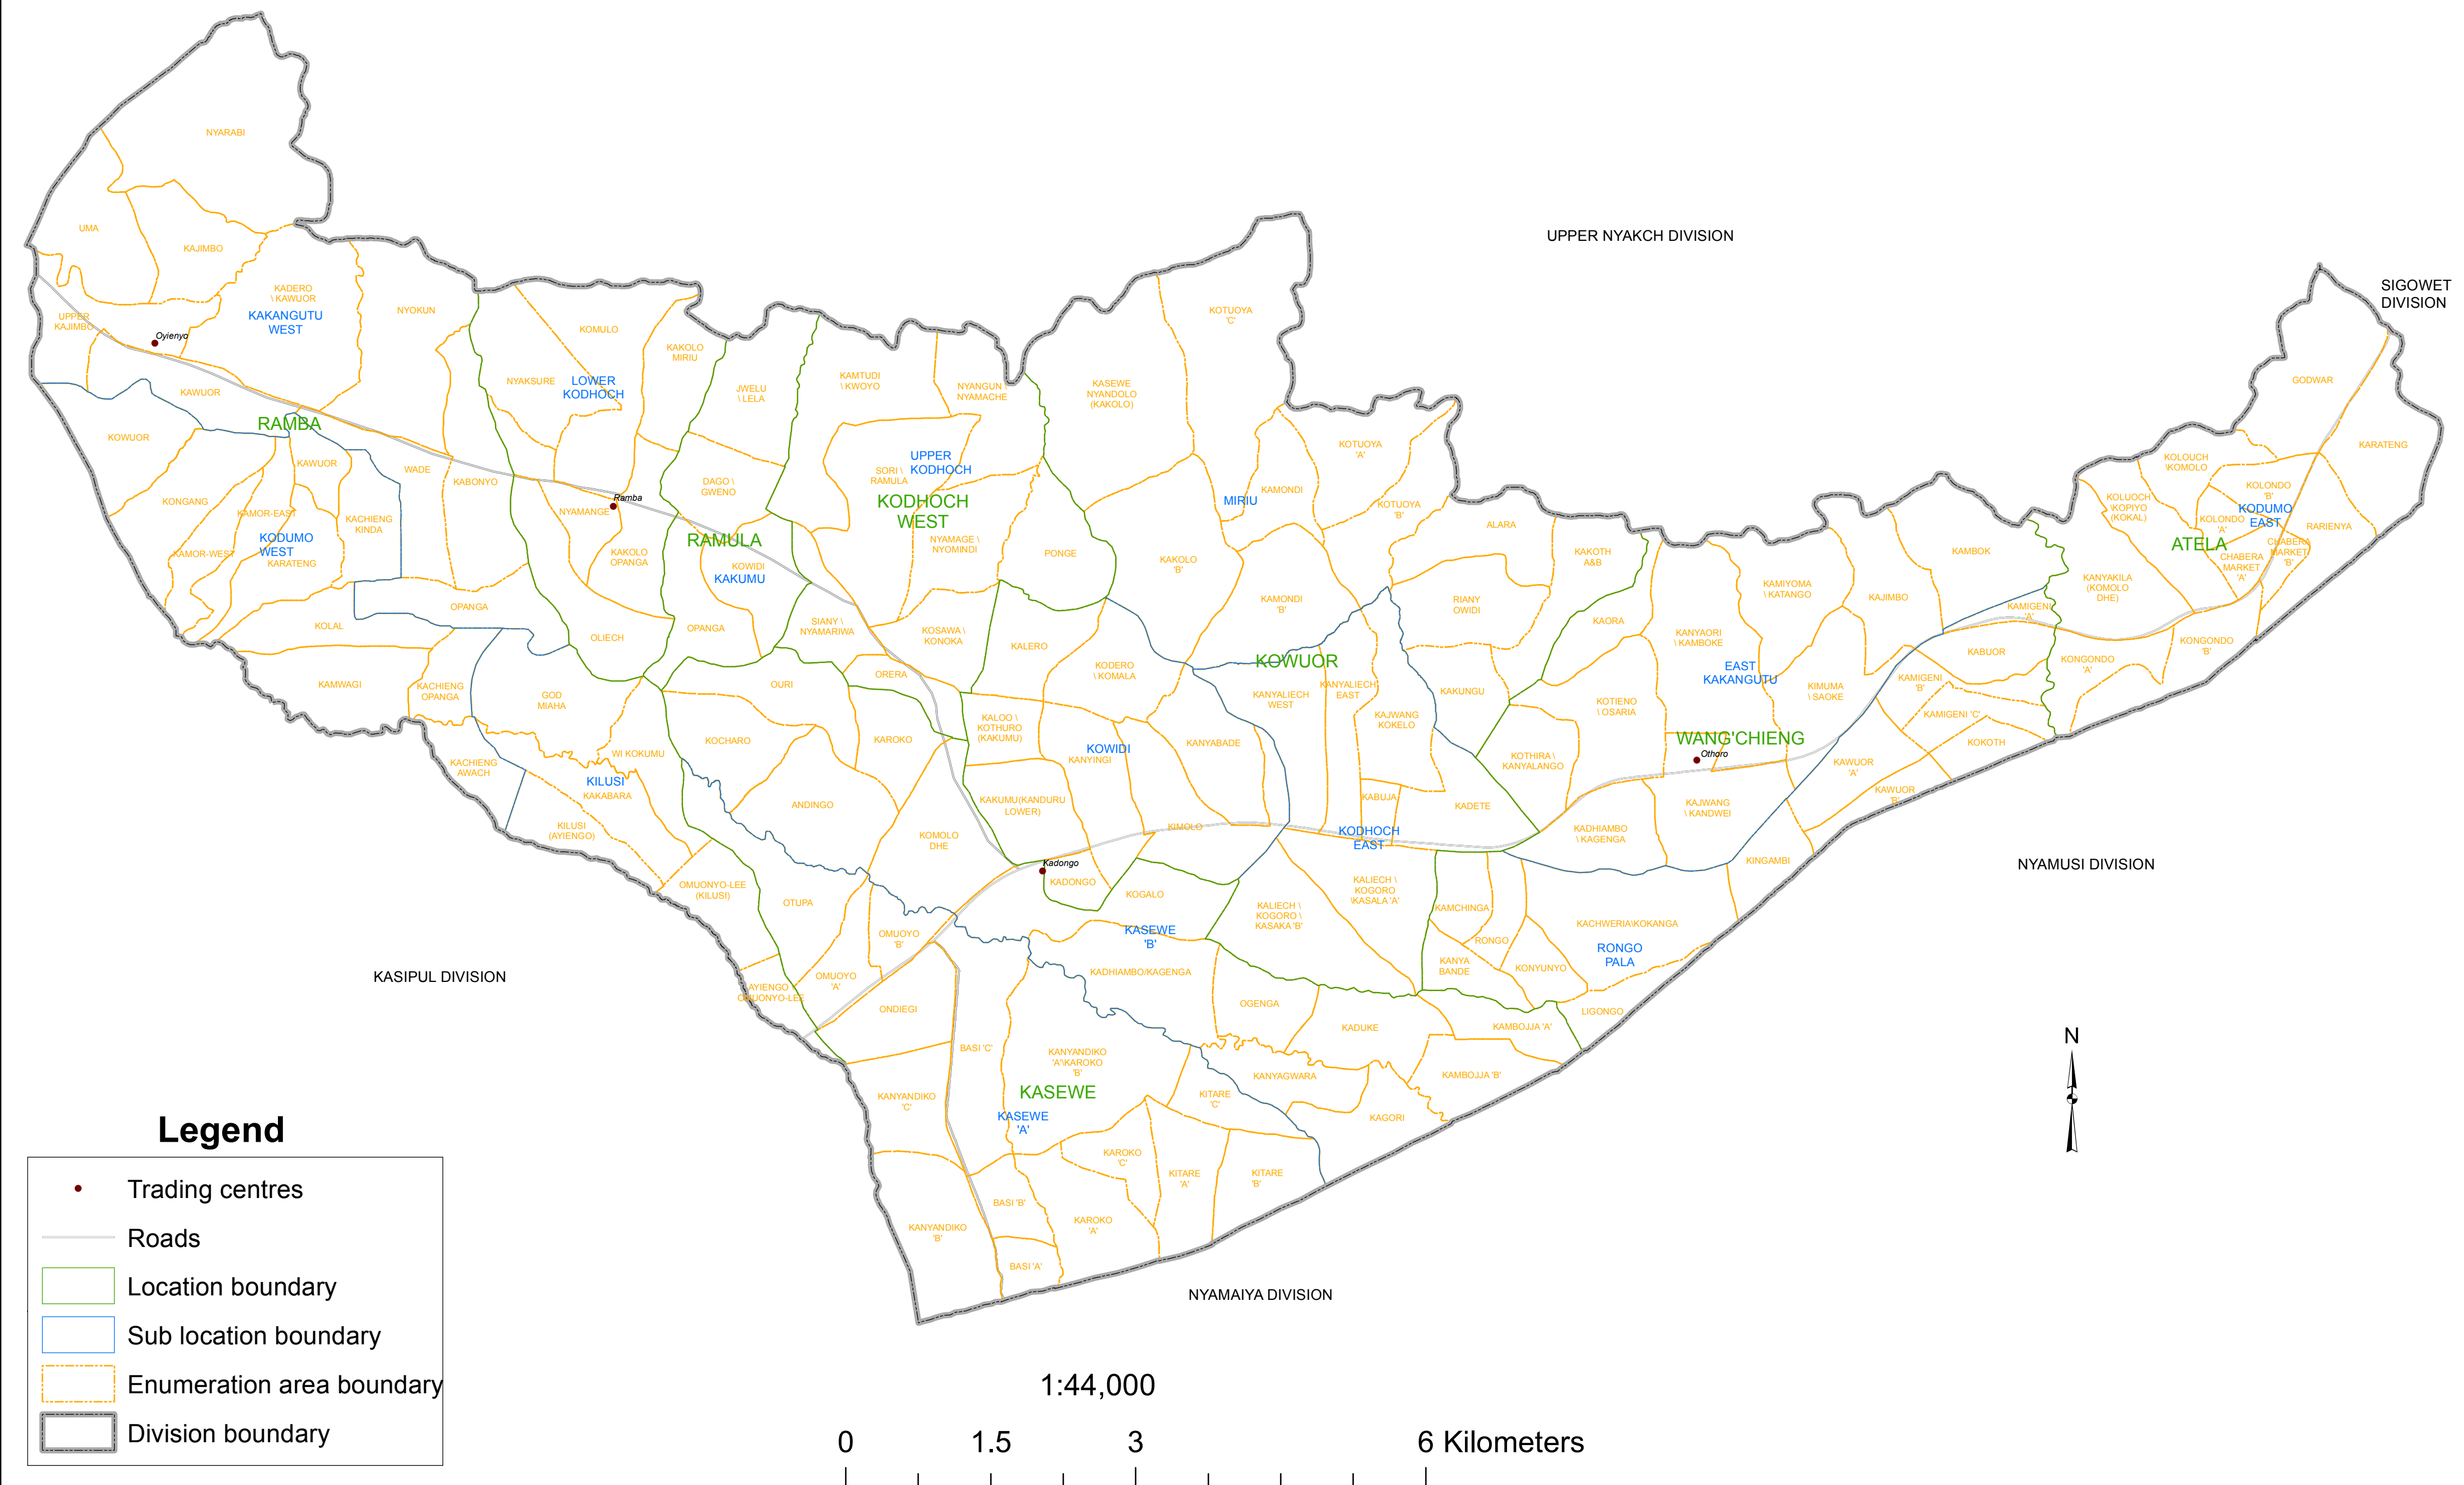 UPPER NYAKCH DIVISION
SIGOWET
DIVISION
NYAMUSI DIVISION
KASIPUL DIVISION
NYAMAIYA DIVISION
NYARABI
UMA
KAJIMBO
KADERO
\ KAWUOR
KAKANGUTU
WEST
NYOKUN
UPPER
KAJIMBO
Oyienyo
KAWUOR
RAMBA
KOWUOR
KAWUOR
WADE
KABONYO
KONGANG
KAMOR-EAST
KACHIENG
KINDA
KODUMO
WEST
KAMOR-WEST
KARATENG
OPANGA
KOLAL
KAMWAGI
KACHIENG
OPANGA
GOD
MIAHA
KACHIENG
AWACH
WI KOKUMU
KILUSI
KAKABARA
KILUSI
(AYIENGO)
OMUONYO-LEE
(KILUSI)
AYIENGO \
OMUONYO-LEE
KOMULO
KAKOLO
MIRIU
NYAKSURE
LOWER
KODHOCH
Ramba
NYAMANGE
KAKOLO
OPANGA
OLIECH
JWELU
\ LELA
DAGO \
GWENO
RAMULA
KOWIDI
KAKUMU
OPANGA
KAMTUDI
\ KWOYO
NYANGUN \
NYAMACHE
UPPER
KODHOCH
SORI \
RAMULA
KODHOCH
WEST
NYAMAGE \
NYOMINDI
PONGE
SIANY \
NYAMARIWA
KOSAWA \
KONOKA
ORERA
OURI
KOCHARO
KAROKO
ANDINGO
KOMOLO
DHE
OTUPA
OMUOYO
'B'
OMUOYO
'A'
ONDIEGI
KASEWE
NYANDOLO
(KAKOLO)
KOTUOYA
'C'
KOTUOYA
'A'
KOTUOYA
'B'
KAMONDI
MIRIU
KAKOLO
'B'
KAMONDI
'B'
KALERO
KODERO
\ KOMALA
KALOO \
KOTHURO
(KAKUMU)
KOWIDI
KANYINGI
KANYABADE
KAKUMU(KANDURU
LOWER)
KIMOLO
Kadongo
KADONGO
KOGALO
KOWUOR
KANYALIECH
WEST
KANYALIECH
EAST
KAJWANG
KOKELO
KABUJA
KODHOCH
EAST
KADETE
KAKUNGU
ALARA
RIANY
OWIDI
KALIECH \
KOGORO \
KASAKA 'B'
KALIECH \
KOGORO
\KASALA 'A'
KASEWE
'B'
KADHIAMBO/KAGENGA
OGENGA
KADUKE
KAMBOJJA 'A'
KAMBOJJA 'B'
KANYAGWARA
KAGORI
KITARE
'C'
KITARE
'A'
KITARE
'B'
BASI 'C'
KANYANDIKO
'A'\KAROKO
'B'
KASEWE
KASEWE
'A'
KANYANDIKO
'C'
KANYANDIKO
'B'
BASI 'B'
BASI 'A'
KAROKO
'C'
KAROKO
'A'
KAKOTH
A&B
KAORA
KAMIYOMA
\ KATANGO
KANYAORI
\ KAMBOKE
EAST
KAKANGUTU
KOTIENO
\ OSARIA
KIMUMA
\ SAOKE
WANG'CHIENG
Othoro
KOTHIRA \
KANYALANGO
KADHIAMBO
\ KAGENGA
KAJWANG
\ KANDWEI
KINGAMBI
KAMCHINGA
RONGO
KANYA
BANDE
KONYUNYO
KACHWERIA\KOKANGA
RONGO
PALA
LIGONGO
KAMBOK
KAJIMBO
KAMIGENI
'A'
KABUOR
KAMIGENI
'B'
KAMIGENI 'C'
KOKOTH
KAWUOR
'A'
KAWUOR
'B'
GODWAR
KARATENG
KOLOUCH
\KOMOLO
KOLUOCH
\KOPIYO
(KOKAL)
KOLONDO
'B'
KODUMO
EAST
KOLONDO
'A'
RARIENYA
ATELA
CHABERA
MARKET
'B'
CHABERA
MARKET
'A'
KANYAKILA
(KOMOLO
DHE)
KONGONDO
'B'
KONGONDO
'A'
N
Legend
Trading centres
Roads
Location boundary
Sub location boundary
Enumeration area boundary
Division boundary
1:44,000
0 1.5 3 6 Kilometers